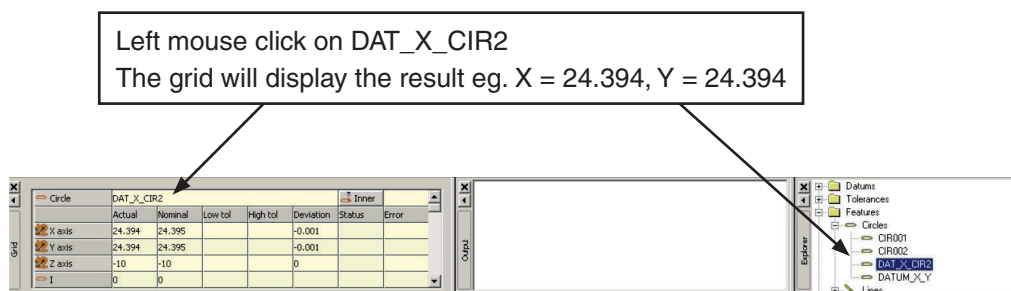 Left mouse click on DAT_X_CIR2
The grid will display the result eg. X = 24.394, Y = 24.394
Circle DAT_X_CIR2 Inner
Actual Nominal Low tol High tol Deviation Status Error
X axis 24.394 24.395 -0.001
Y axis 24.394 24.395 -0.001
Z axis -10 -10 0
I 0 0
Grid
Output
Explorer
Datums
Tolerances
Features
Circles
CIR001
CIR002
DAT_X_CIR2
DATUM_X_Y
Lines